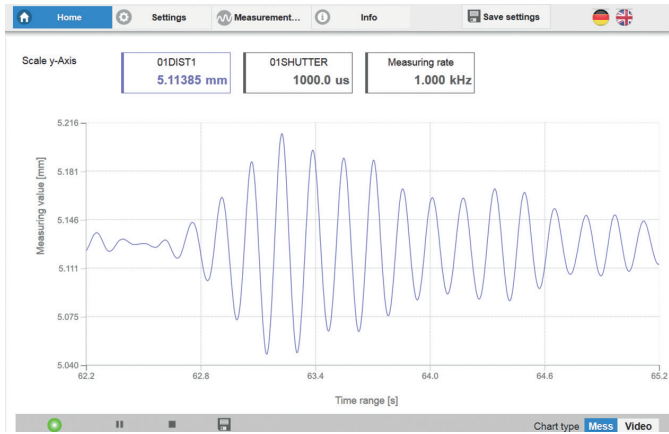 Home Settings Measurement... Info Save settings
Scale y-Axis
01DIST1
5.11385 mm
01SHUTTER
1000.0 us
Measuring rate
1.000 kHz
Measuring value [mm]
5.216
5.181
5.146
5.111
5.075
5.040
62.2 62.8 63.4 64.0 64.6 65.2
Time range [s]
Chart type Mess Video